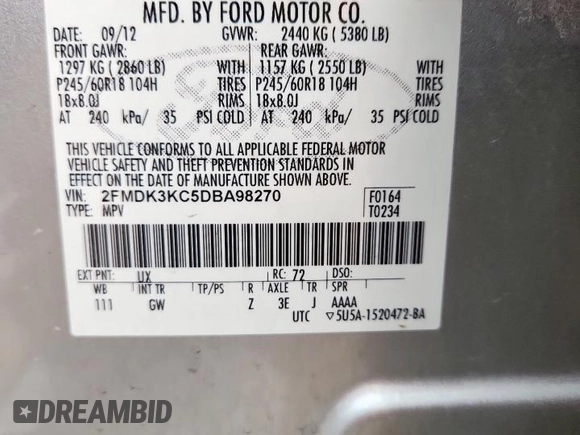 MFD. BY FORD MOTOR CO.
DATE: 09/12 GVWR: 2440 KG ( 5380 LB)
FRONT GAWR: REAR GAWR:
1297 KG ( 2860 LB) WITH 1157 KG ( 2550 LB) WITH
P245/60R18 104H TIRES P245/60R18 104H TIRES
18x8.0J RIMS 18x8.0J RIMS
AT 240 kPa/ 35 PSI COLD AT 240 kPa/ 35 PSI COLD
THIS VEHICLE CONFORMS TO ALL APPLICABLE FEDERAL MOTOR
VEHICLE SAFETY AND THEFT PREVENTION STANDARDS IN
EFFECT ON THE DATE OF MANUFACTURE SHOWN ABOVE.
VIN: 2FMDK3KC5DBA98270 F0164
TYPE: MPV T0234
EXT PNT: UX RC: 72 DSO:
WB INT TR TP/PS R AXLE TR SPR
111 GW Z 3E J AAAA
UTC ▽5U5A-1520472-BA
DREAMBID